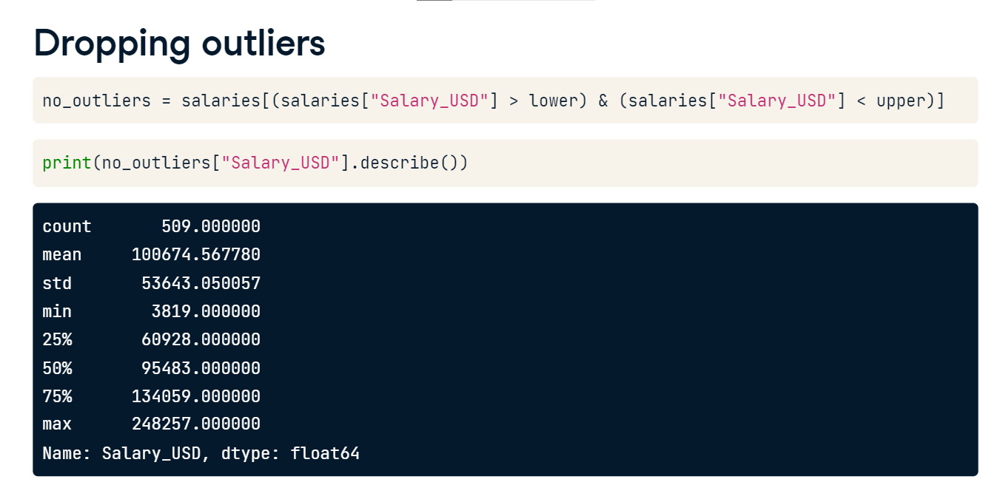 Dropping outliers
no_outliers = salaries[(salaries["Salary_USD"] > lower) & (salaries["Salary_USD"] < upper)]
print(no_outliers["Salary_USD"].describe())
count       509.000000
mean     100674.567780
std       53643.050057
min        3819.000000
25%       60928.000000
50%       95483.000000
75%      134059.000000
max      248257.000000
Name: Salary_USD, dtype: float64